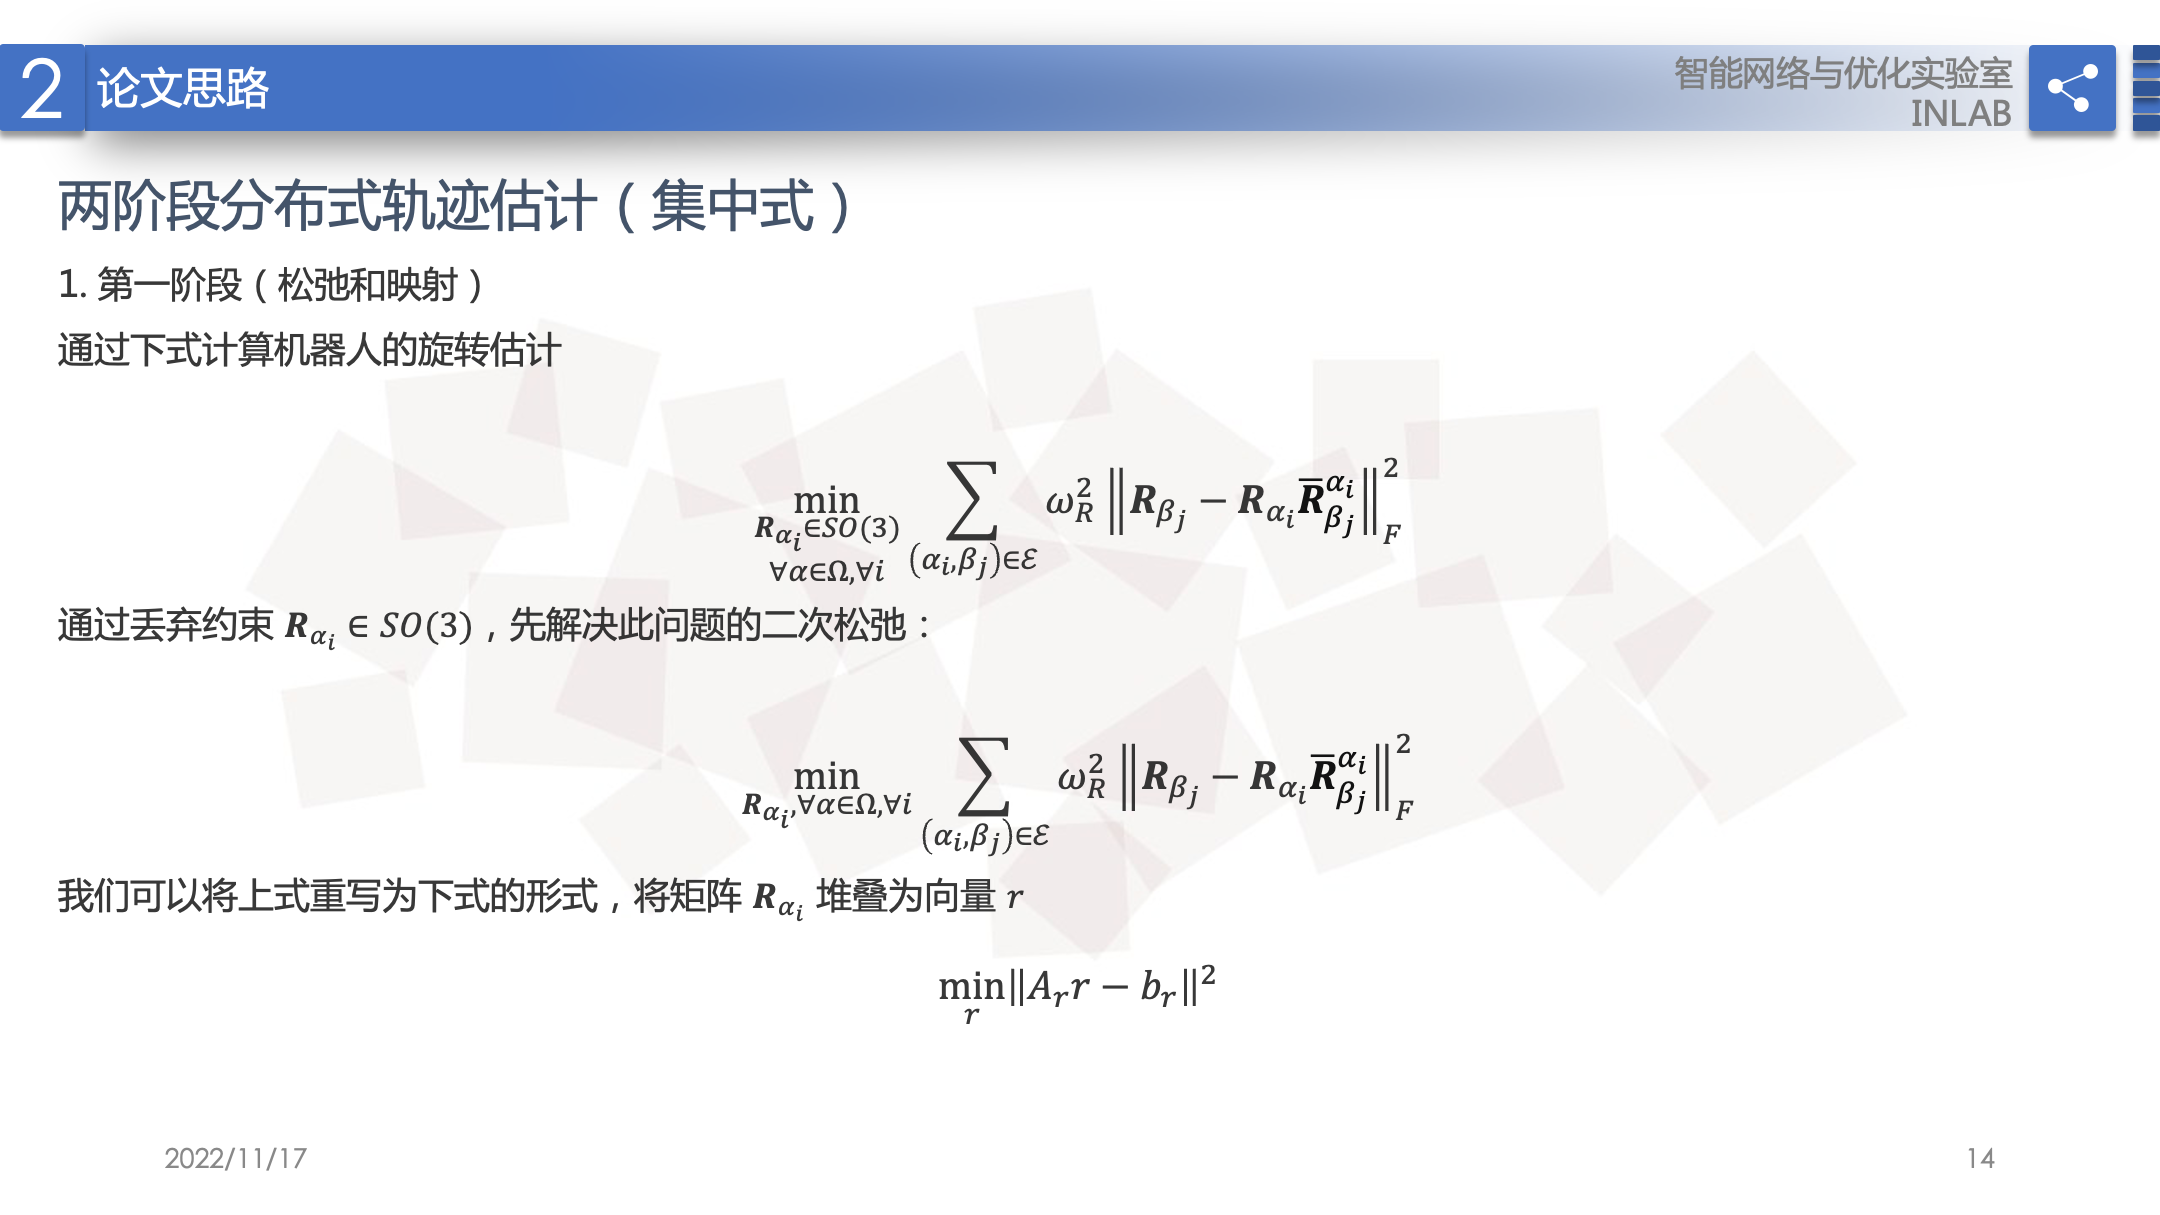 2 论文思路
智能网络与优化实验室
INLAB
两阶段分布式轨迹估计（集中式）
1. 第一阶段（松弛和映射）
通过下式计算机器人的旋转估计
$\min_{\boldsymbol{R}_{\alpha_i}\in SO(3)\ \forall\alpha\in\Omega,\forall i} \sum_{(\alpha_i,\beta_j)\in\mathcal{E}} \omega_R^2 \left\| \boldsymbol{R}_{\beta_j} - \boldsymbol{R}_{\alpha_i}\overline{\boldsymbol{R}}_{\beta_j}^{\alpha_i} \right\|_F^2$
通过丢弃约束 $\boldsymbol{R}_{\alpha_i} \in SO(3)$，先解决此问题的二次松弛：
$\min_{\boldsymbol{R}_{\alpha_i},\forall\alpha\in\Omega,\forall i} \sum_{(\alpha_i,\beta_j)\in\mathcal{E}} \omega_R^2 \left\| \boldsymbol{R}_{\beta_j} - \boldsymbol{R}_{\alpha_i}\overline{\boldsymbol{R}}_{\beta_j}^{\alpha_i} \right\|_F^2$
我们可以将上式重写为下式的形式，将矩阵 $\boldsymbol{R}_{\alpha_i}$ 堆叠为向量 $r$
$\min_{r} \| A_r r - b_r \|^2$
2022/11/17
14